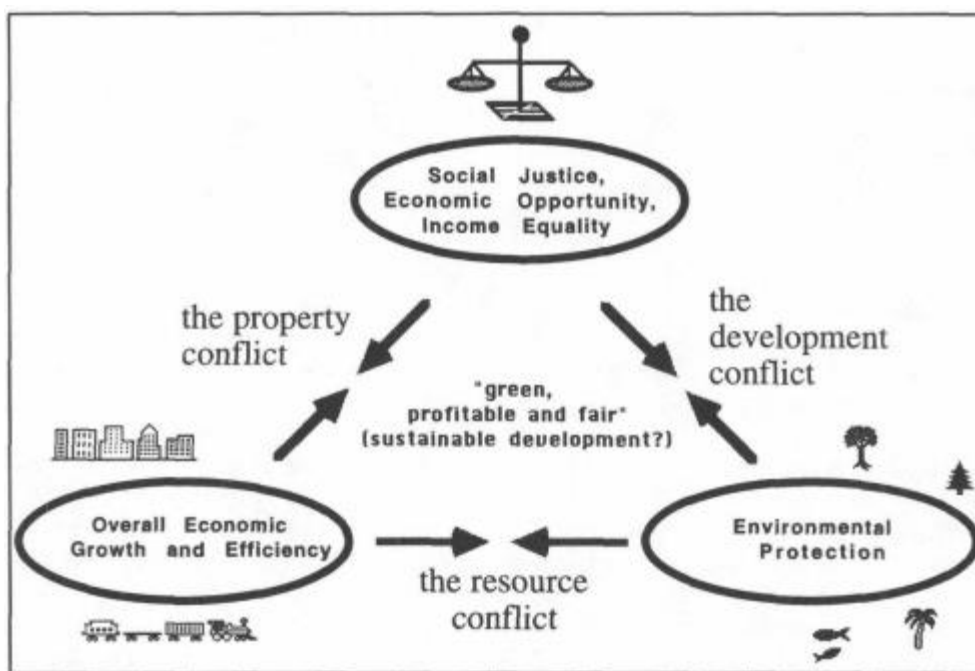 Social Justice,
Economic Opportunity,
Income Equality
the property
conflict
the
development
conflict
"green,
profitable and fair"
(sustainable development?)
Overall Economic
Growth and Efficiency
Environmental
Protection
the resource
conflict